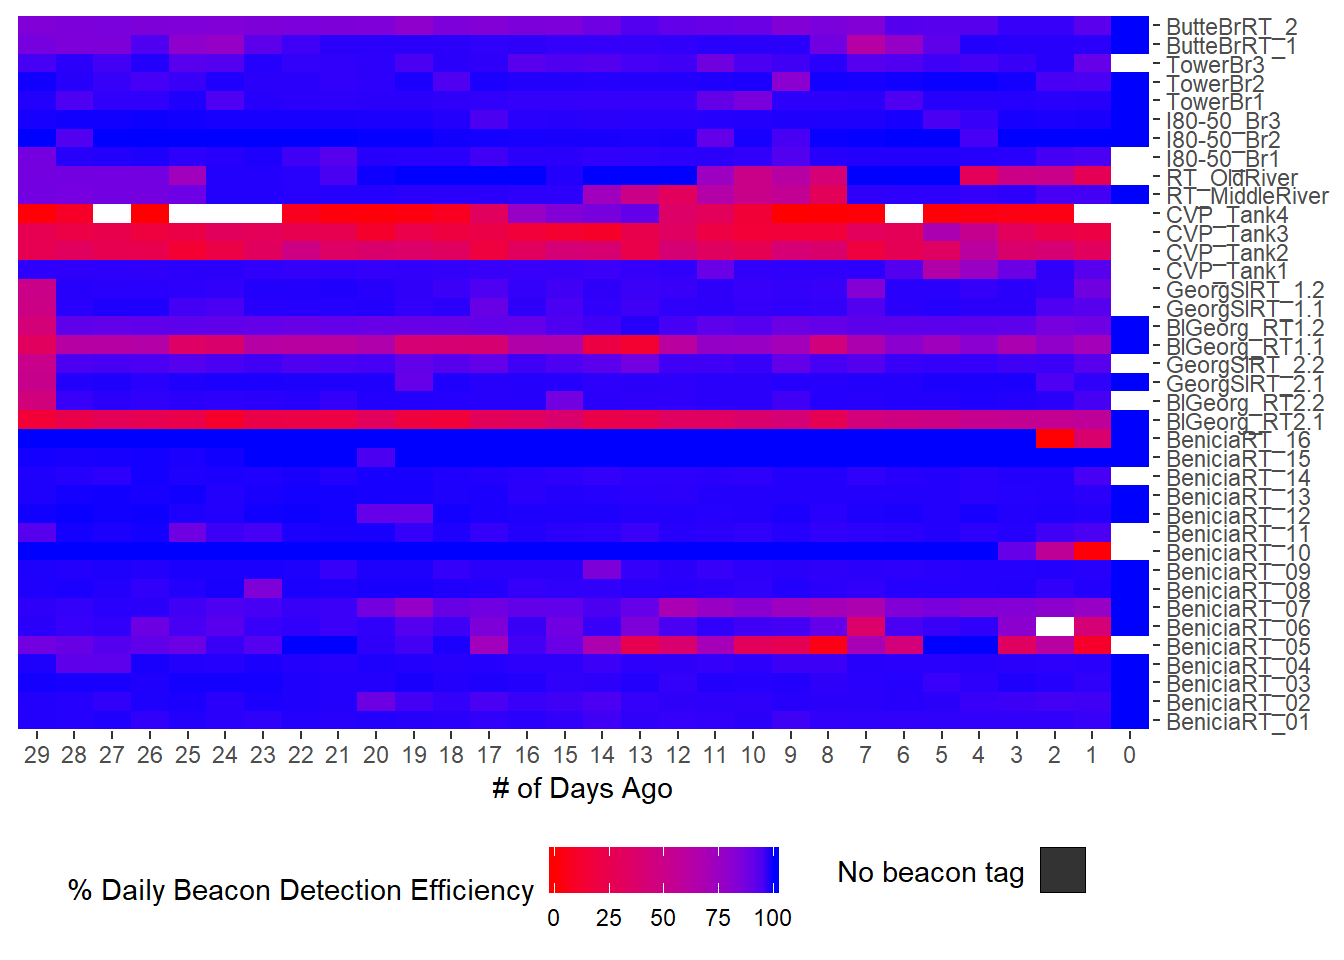 ButteBrRT_2
ButteBrRT_1
TowerBr3
TowerBr2
TowerBr1
I80-50_Br3
I80-50_Br2
I80-50_Br1
RT_OldRiver
RT_MiddleRiver
CVP_Tank4
CVP_Tank3
CVP_Tank2
CVP_Tank1
GeorgSlRT_1.2
GeorgSlRT_1.1
BlGeorg_RT1.2
BlGeorg_RT1.1
GeorgSlRT_2.2
GeorgSlRT_2.1
BlGeorg_RT2.2
BlGeorg_RT2.1
BeniciaRT_16
BeniciaRT_15
BeniciaRT_14
BeniciaRT_13
BeniciaRT_12
BeniciaRT_11
BeniciaRT_10
BeniciaRT_09
BeniciaRT_08
BeniciaRT_07
BeniciaRT_06
BeniciaRT_05
BeniciaRT_04
BeniciaRT_03
BeniciaRT_02
BeniciaRT_01
29 28 27 26 25 24 23 22 21 20 19 18 17 16 15 14 13 12 11 10 9 8 7 6 5 4 3 2 1 0
# of Days Ago
% Daily Beacon Detection Efficiency
0 25 50 75 100
No beacon tag